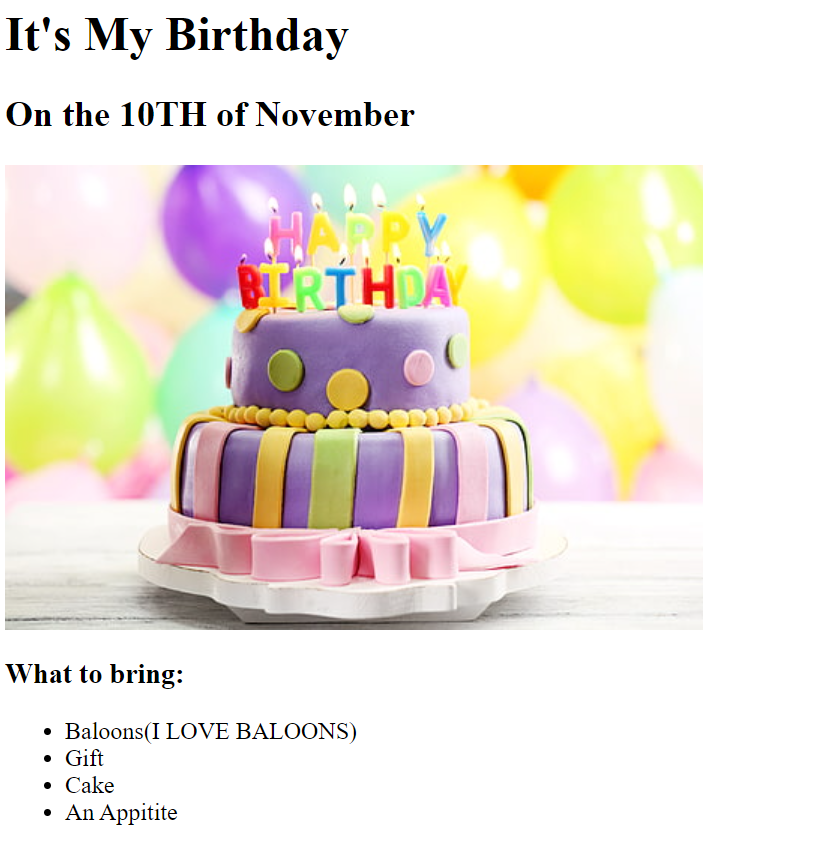 It's My Birthday
On the 10TH of November
HAPPY
BIRTHDAY
What to bring:
Baloons(I LOVE BALOONS)
Gift
Cake
An Appitite